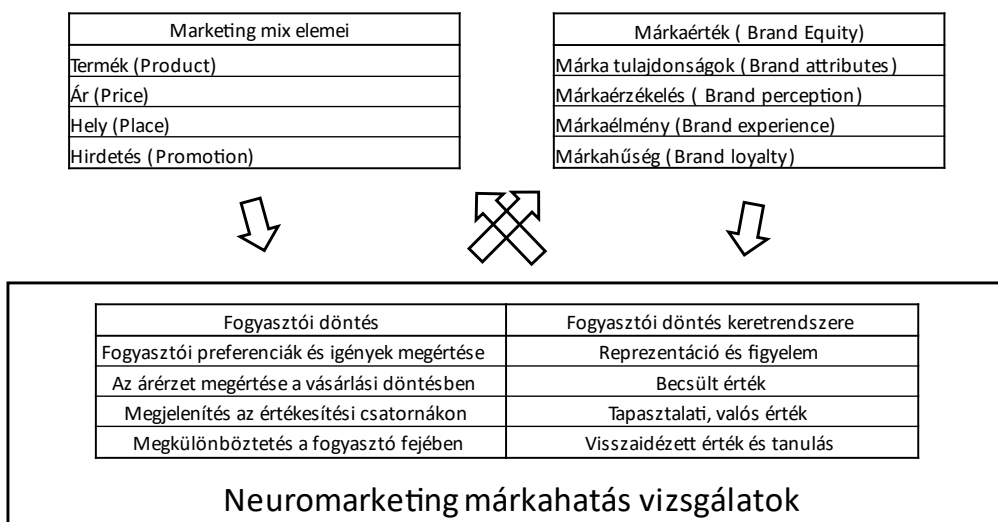 Marketing mix elemei
Termék (Product)
Ár (Price)
Hely (Place)
Hirdetés (Promotion)
Márkaérték ( Brand Equity)
Márka tulajdonságok (Brand attributes)
Márkaérzékelés ( Brand perception)
Márkaélmény (Brand experience)
Márkahűség (Brand loyalty)
Fogyasztói döntés
Fogyasztói döntés keretrendszere
Fogyasztói preferenciák és igények megértése
Reprezentáció és figyelem
Az árérzet megértése a vásárlási döntésben
Becsült érték
Megjelenítés az értékesítési csatornákon
Tapasztalati, valós érték
Megkülönböztetés a fogyasztó fejében
Visszaidézett érték és tanulás
Neuromarketing márkahatás vizsgálatok